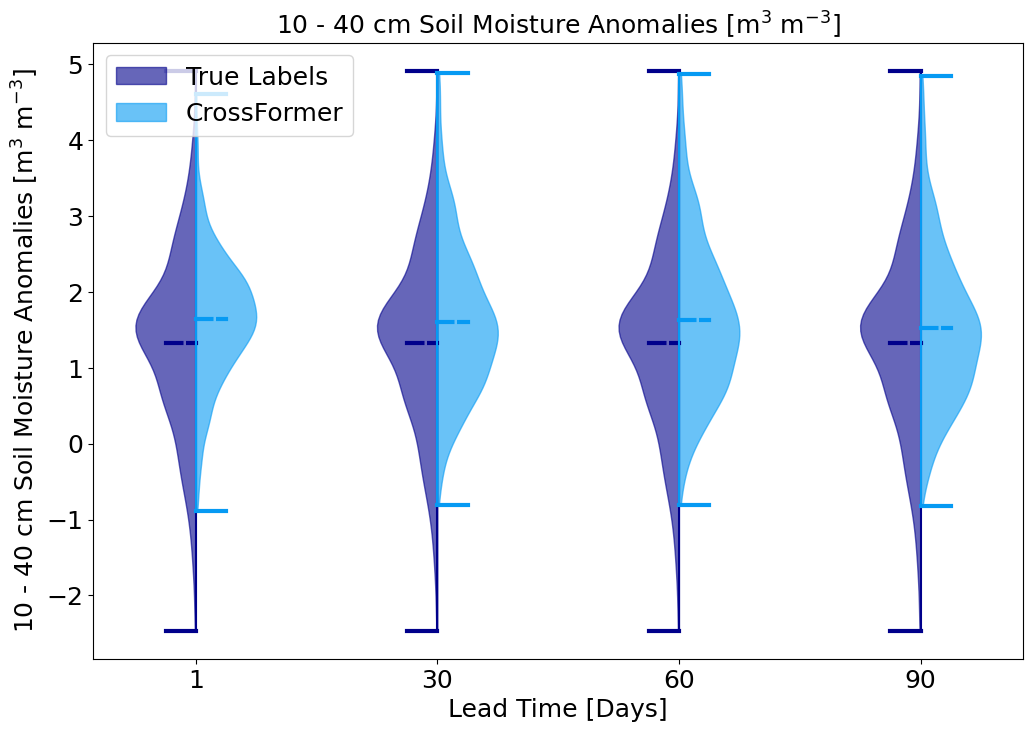 10 - 40 cm Soil Moisture Anomalies [m³ m⁻³]
True Labels
CrossFormer
10 - 40 cm Soil Moisture Anomalies [m³ m⁻³]
5
4
3
2
1
0
−1
−2
1 30 60 90
Lead Time [Days]